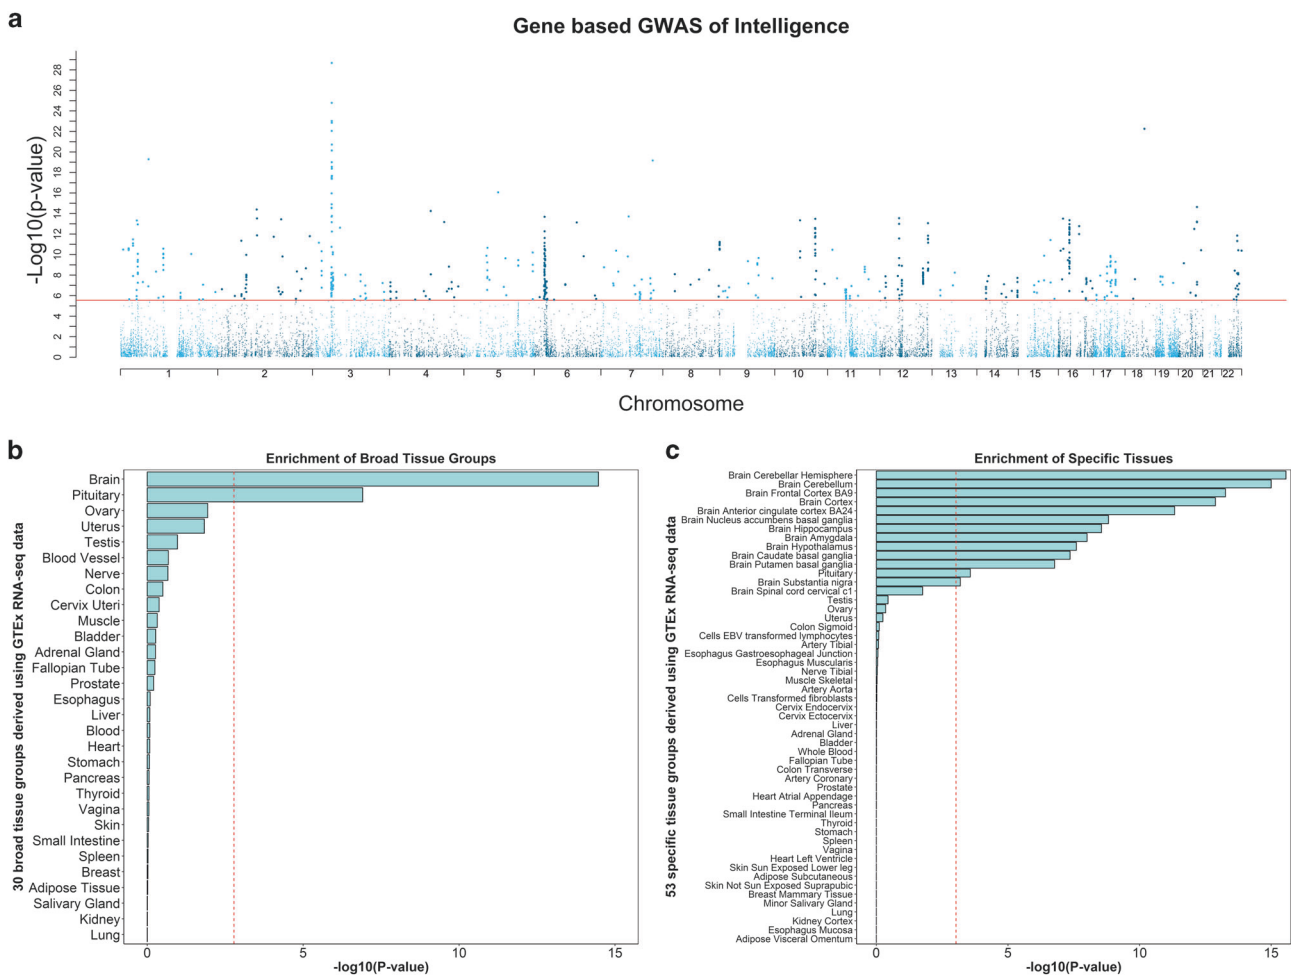 a
Gene based GWAS of Intelligence
-Log10(p-value)
28
26
24
22
20
18
16
14
12
10
8
6
4
2
0
1 2 3 4 5 6 7 8 9 10 11 12 13 14 15 16 17 18 19 20 21 22
Chromosome
b
Enrichment of Broad Tissue Groups
30 broad tissue groups derived using GTEx RNA-seq data
Brain
Pituitary
Ovary
Uterus
Testis
Blood Vessel
Nerve
Colon
Cervix Uteri
Muscle
Bladder
Adrenal Gland
Fallopian Tube
Prostate
Esophagus
Liver
Blood
Heart
Stomach
Pancreas
Thyroid
Vagina
Skin
Small Intestine
Spleen
Breast
Adipose Tissue
Salivary Gland
Kidney
Lung
0 5 10 15
-log10(P-value)
c
Enrichment of Specific Tissues
53 specific tissue groups derived using GTEx RNA-seq data
Brain Cerebellar Hemisphere
Brain Cerebellum
Brain Frontal Cortex BA9
Brain Cortex
Brain Anterior cingulate cortex BA24
Brain Nucleus accumbens basal ganglia
Brain Hippocampus
Brain Amygdala
Brain Hypothalamus
Brain Caudate basal ganglia
Brain Putamen basal ganglia
Pituitary
Brain Substantia nigra
Brain Spinal cord cervical c1
Testis
Ovary
Uterus
Colon Sigmoid
Cells EBV transformed lymphocytes
Artery Tibial
Esophagus Gastroesophageal Junction
Esophagus Muscularis
Nerve Tibial
Muscle Skeletal
Artery Aorta
Cells Transformed fibroblasts
Cervix Endocervix
Cervix Ectocervix
Liver
Adrenal Gland
Bladder
Whole Blood
Fallopian Tube
Colon Transverse
Artery Coronary
Prostate
Heart Atrial Appendage
Pancreas
Small Intestine Terminal Ileum
Thyroid
Stomach
Spleen
Vagina
Heart Left Ventricle
Skin Sun Exposed Lower leg
Adipose Subcutaneous
Skin Not Sun Exposed Suprapubic
Breast Mammary Tissue
Minor Salivary Gland
Lung
Kidney Cortex
Esophagus Mucosa
Adipose Visceral Omentum
0 5 10 15
-log10(P-value)